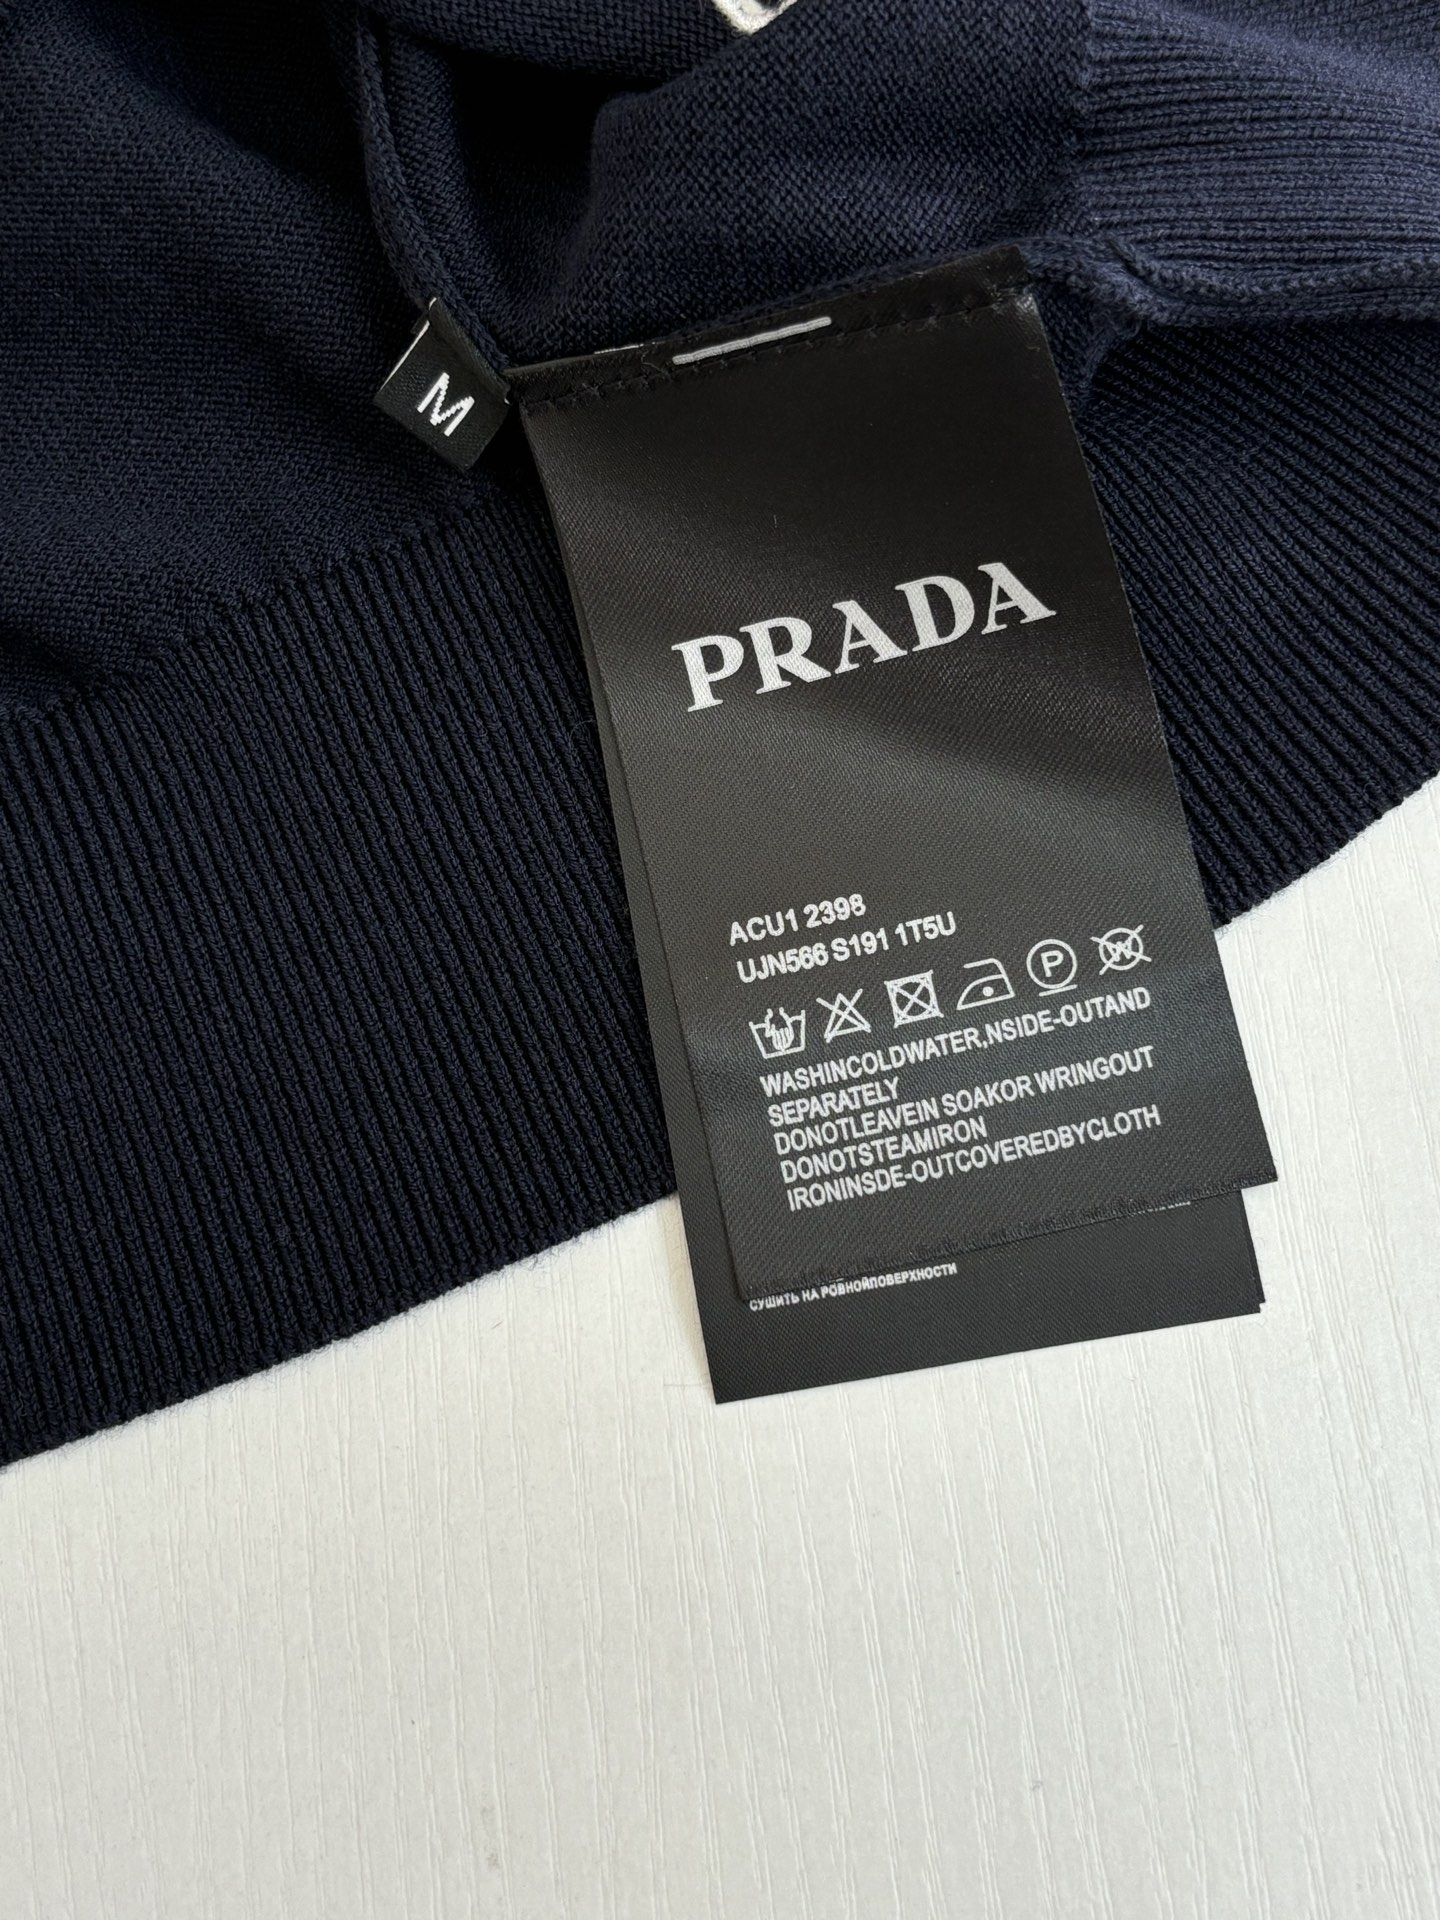 M
PRADA
ACU1 2398
UJN566 S191 1T5U
P
W
WASHINCOLDWATER,NSIDE-OUTAND
SEPARATELY
DONOTLEAVEIN SOAKOR WRINGOUT
DONOTSTEAMIRON
IRONINSDE-OUTCOVEREDBYCLOTH
СУШИТЬ НА РОВНОЙПОВЕРХНОСТИ